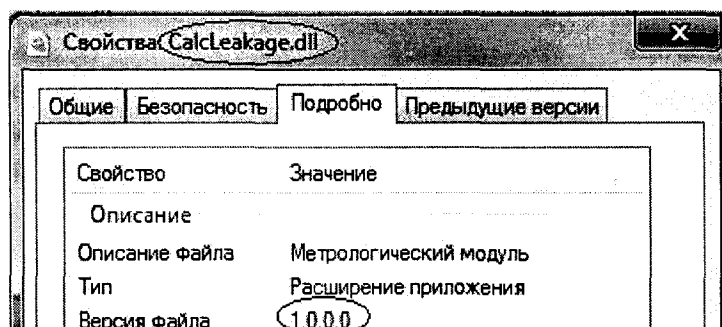 Свойства: CalcLeakage.dll
Общие Безопасность Подробно Предыдущие версии
Свойство Значение
Описание
Описание файла Метрологический модуль
Тип Расширение приложения
Версия файла 1.0.0.0